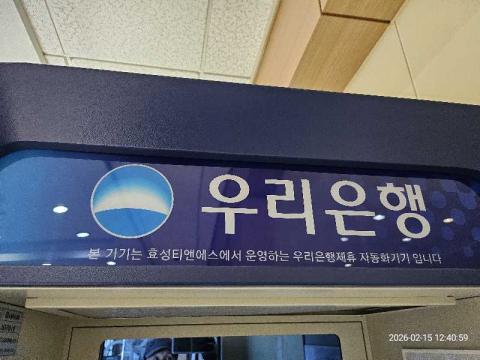 우리은행
본 기기는 효성티앤에스에서 운영하는 우리은행제휴 자동화기기 입니다
2026-02-15 12:40:59